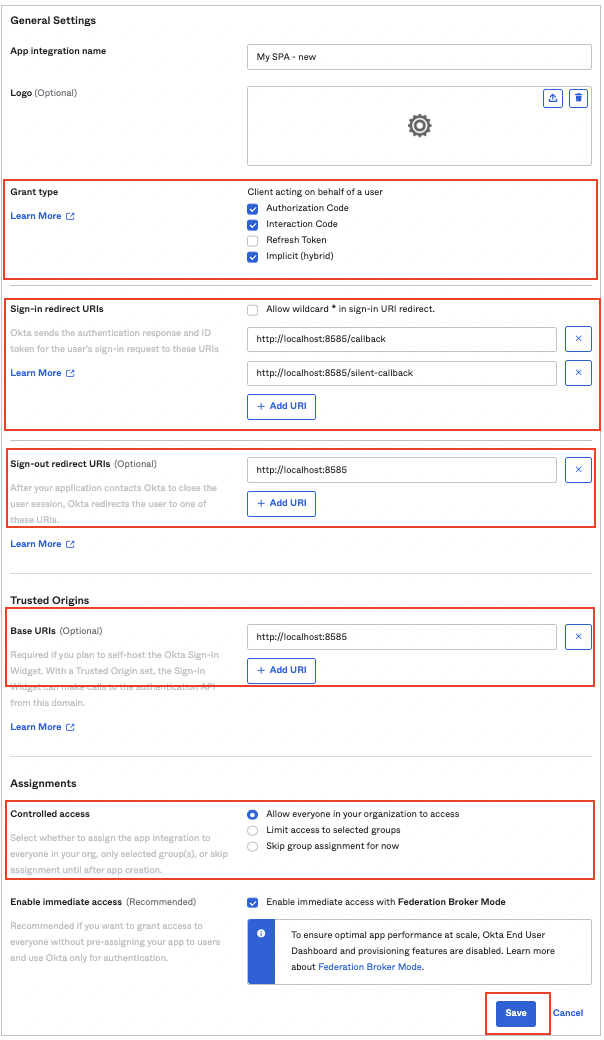 General Settings
App integration name
My SPA - new
Logo (Optional)
Grant type
Client acting on behalf of a user
Learn More
Authorization Code
Interaction Code
Refresh Token
Implicit (hybrid)
Sign-in redirect URIs
Allow wildcard * in sign-in URI redirect.
Okta sends the authentication response and ID
token for the user's sign-in request to these URIs
http://localhost:8585/callback
Learn More
http://localhost:8585/silent-callback
+ Add URI
Sign-out redirect URIs (Optional)
http://localhost:8585
After your application contacts Okta to close the
user session, Okta redirects the user to one of
these URIs.
+ Add URI
Learn More
Trusted Origins
Base URIs (Optional)
http://localhost:8585
Required if you plan to self-host the Okta Sign-In
Widget. With a Trusted Origin set, the Sign-In
Widget can make calls to the authentication API
from this domain.
+ Add URI
Learn More
Assignments
Controlled access
Allow everyone in your organization to access
Select whether to assign the app integration to
everyone in your org, only selected group(s), or skip
assignment until after app creation.
Limit access to selected groups
Skip group assignment for now
Enable immediate access (Recommended)
Enable immediate access with Federation Broker Mode
Recommended if you want to grant access to
everyone without pre-assigning your app to users
and use Okta only for authentication.
To ensure optimal app performance at scale, Okta End User
Dashboard and provisioning features are disabled. Learn more
about Federation Broker Mode.
Save
Cancel